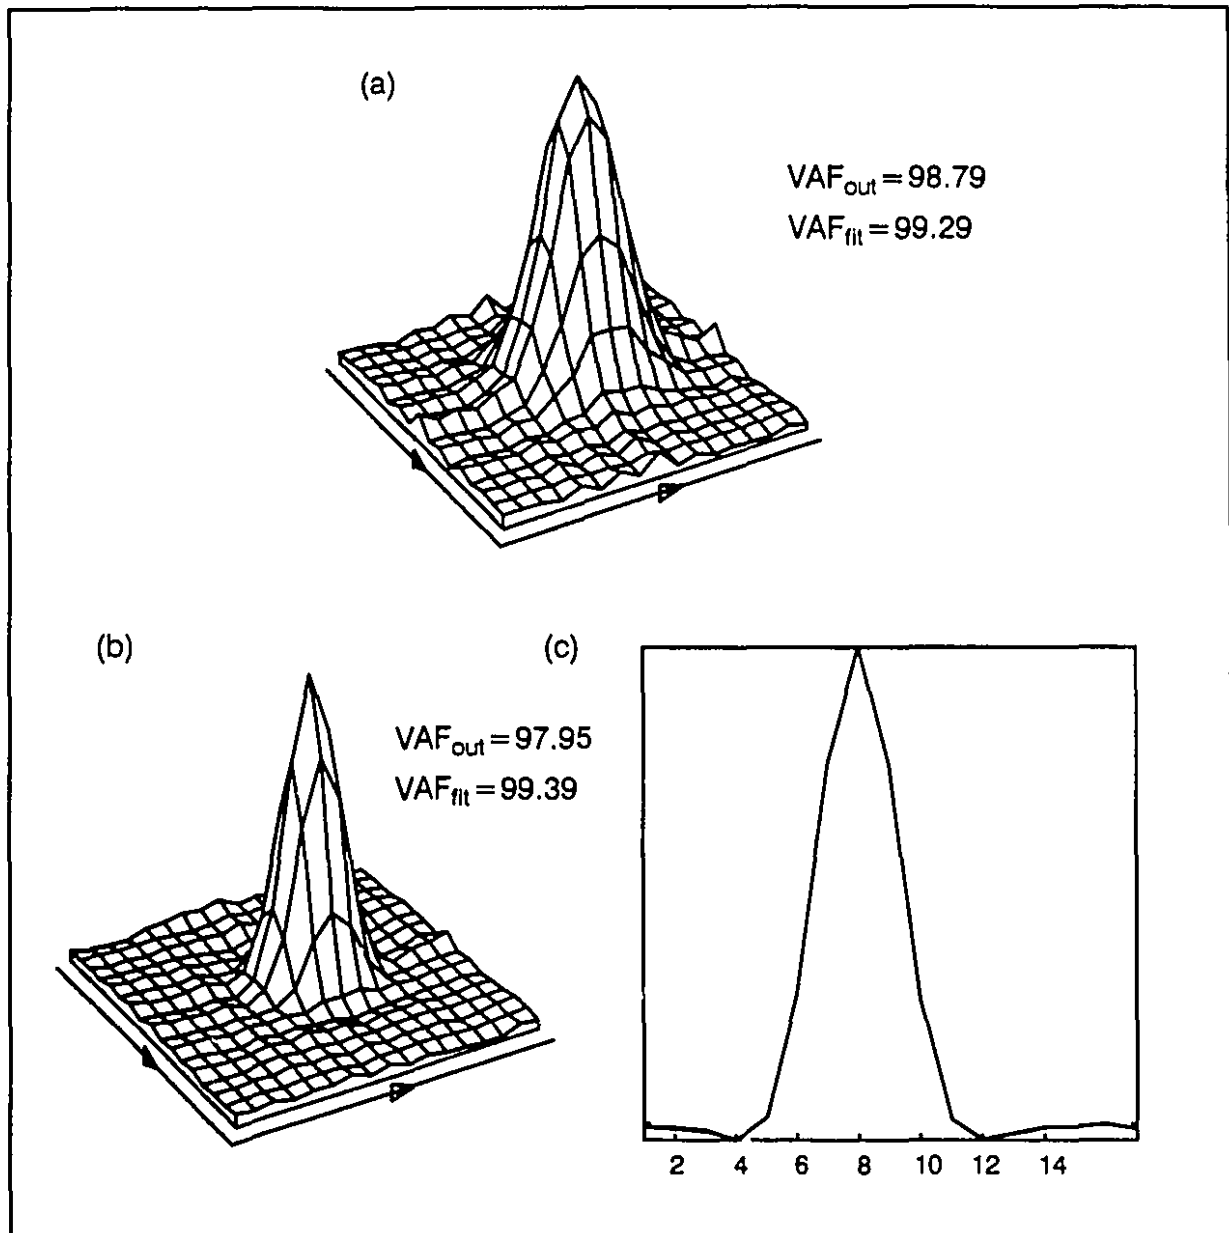 (a)
VAF_out = 98.79
VAF_fit = 99.29
(b)
VAF_out = 97.95
VAF_fit = 99.39
(c)
2 4 6 8 10 12 14